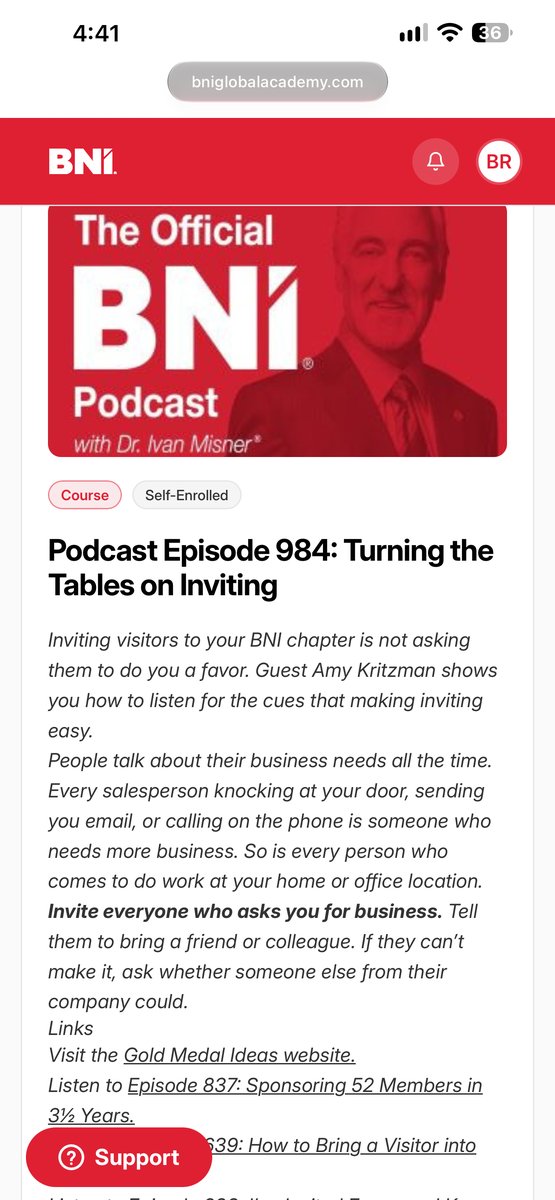 4:41
36
bniglobalacademy.com
BNI.
BR
The Official
BNI®
Podcast
with Dr. Ivan Misner®
Course
Self-Enrolled
Podcast Episode 984: Turning the
Tables on Inviting
Inviting visitors to your BNI chapter is not asking
them to do you a favor. Guest Amy Kritzman shows
you how to listen for the cues that making inviting
easy.
People talk about their business needs all the time.
Every salesperson knocking at your door, sending
you email, or calling on the phone is someone who
needs more business. So is every person who
comes to do work at your home or office location.
Invite everyone who asks you for business. Tell
them to bring a friend or colleague. If they can’t
make it, ask whether someone else from their
company could.
Links
Visit the Gold Medal Ideas website.
Listen to Episode 837: Sponsoring 52 Members in
3½ Years.
639: How to Bring a Visitor into
Support